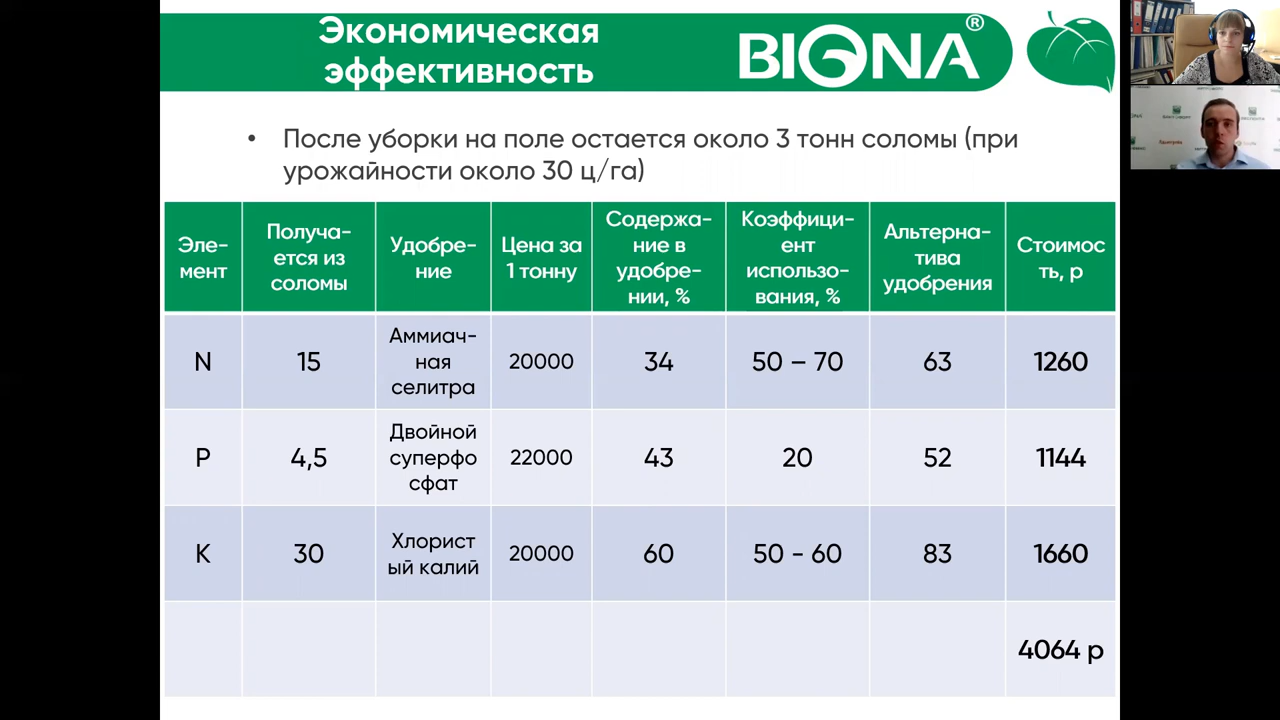 Экономическая
эффективность
BIONA®
• После уборки на поле остается около 3 тонн соломы (при
урожайности около 30 ц/га)
Эле-
мент
Получа-
ется из
соломы
Удобре-
ние
Цена за
1 тонну
Содержа-
ние в
удобре-
нии, %
Коэффици-
ент
использо-
вания, %
Альтерна-
тива
удобрения
Стоимос
ть, р
N
15
Аммиач-
ная
селитра
20000
34
50 – 70
63
1260
P
4,5
Двойной
суперфо
сфат
22000
43
20
52
1144
K
30
Хлорист
ый калий
20000
60
50 - 60
83
1660
4064 р